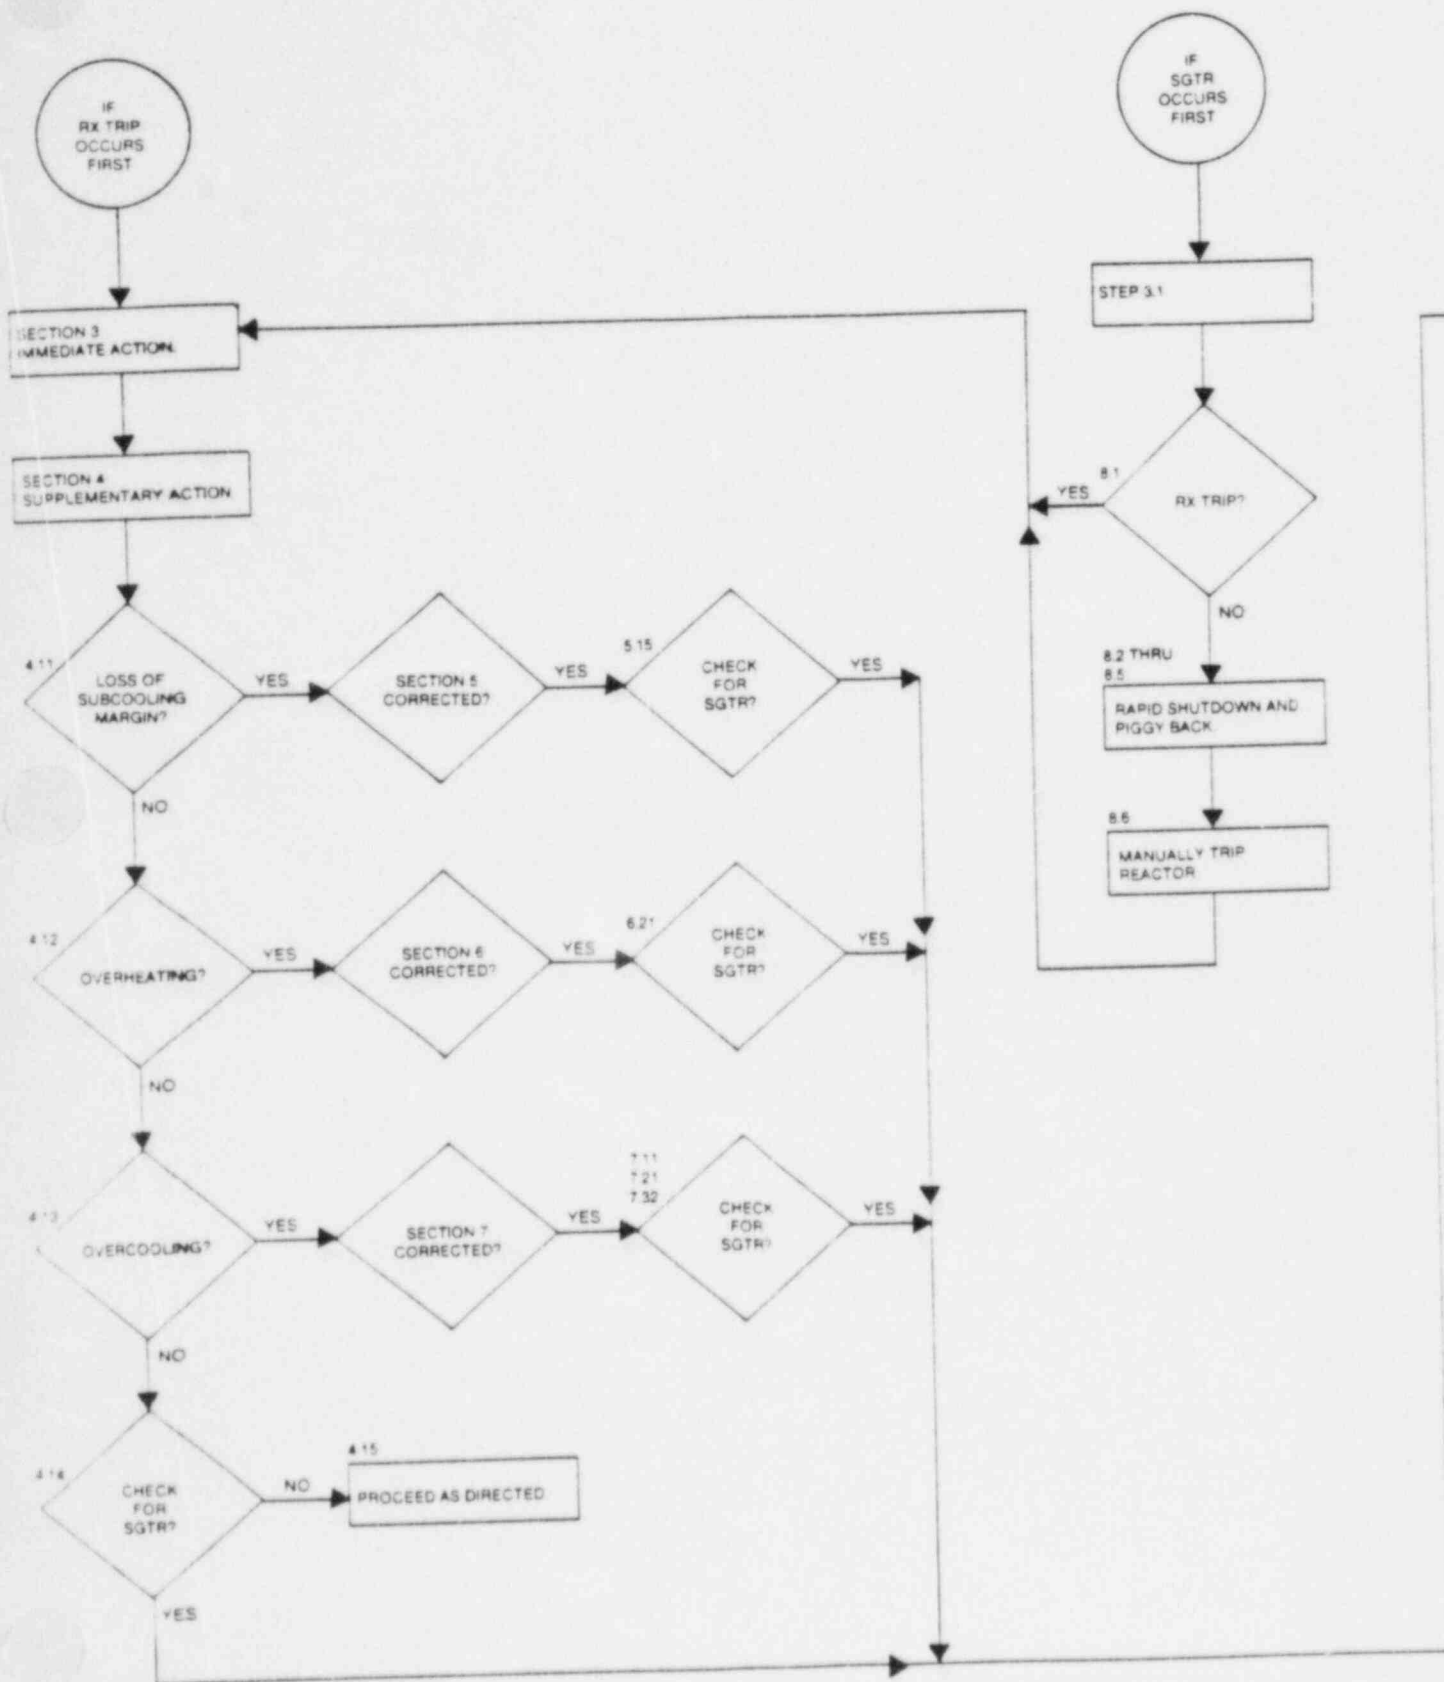 IF
RX TRIP
OCCURS
FIRST
IF
SGTR
OCCURS
FIRST
STEP 3.1
SECTION 3
IMMEDIATE ACTION.
SECTION 4
SUPPLEMENTARY ACTION
8.1
YES
RX TRIP?
NO
4.11
LOSS OF
SUBCOOLING
MARGIN?
YES
SECTION 5
CORRECTED?
YES
5.15
CHECK
FOR
SGTR?
YES
NO
8.2 THRU
8.5
RAPID SHUTDOWN AND
PIGGY BACK
8.6
MANUALLY TRIP
REACTOR
4.12
OVERHEATING?
YES
SECTION 6
CORRECTED?
YES
6.21
CHECK
FOR
SGTR?
YES
NO
4.13
OVERCOOLING?
YES
SECTION 7
CORRECTED?
YES
7.11
7.21
7.32
CHECK
FOR
SGTR?
YES
NO
4.14
CHECK
FOR
SGTR?
NO
4.15
PROCEED AS DIRECTED
YES